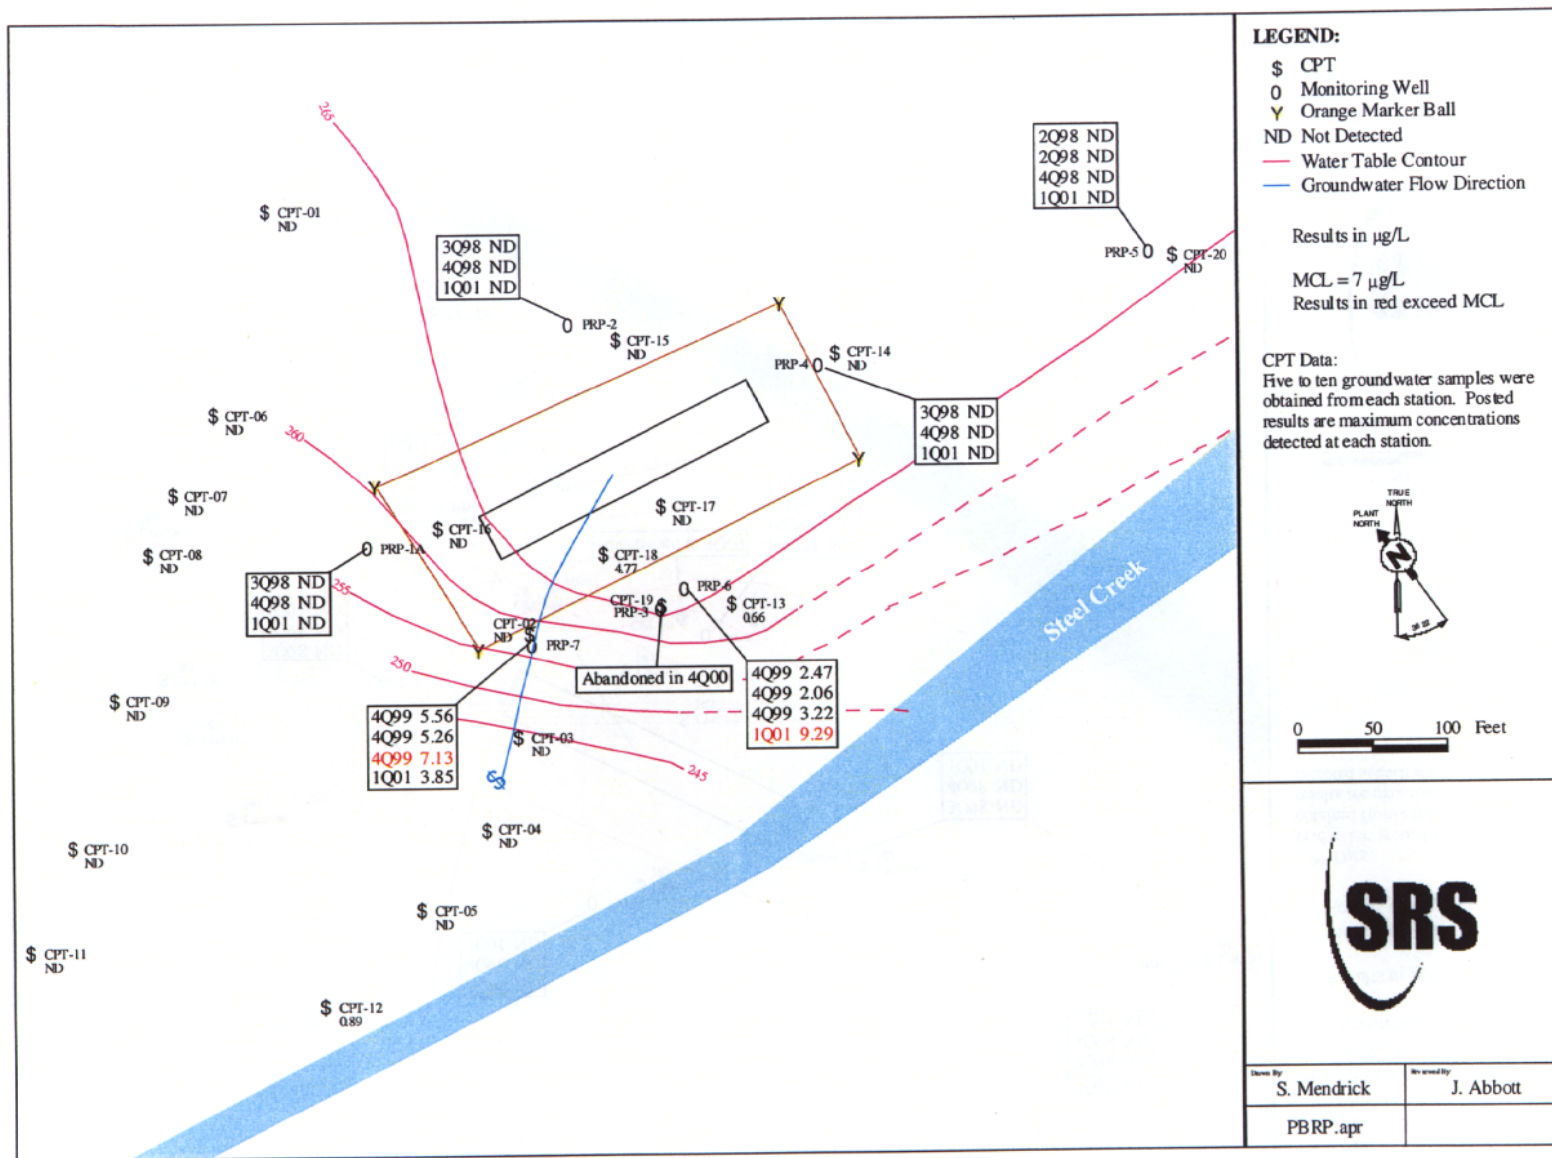 265
$ CPT-01
ND
3Q98 ND
4Q98 ND
1Q01 ND
0 PRP-2
$ CPT-15
ND
2Q98 ND
2Q98 ND
4Q98 ND
1Q01 ND
PRP-5 0
$ CPT-20
ND
Y
PRP-4 0
$ CPT-14
ND
3Q98 ND
4Q98 ND
1Q01 ND
$ CPT-06
ND
260
Y
Y
$ CPT-07
ND
$ CPT-16
ND
$ CPT-17
ND
$ CPT-08
ND
0 PRP-1A
$ CPT-18
4.77
3Q98 ND
4Q98 ND
1Q01 ND
255
0 PRP-6
CPT-19 $
PRP-3
$ CPT-13
0.66
CPT-02 $
ND
0 PRP-7
Y
250
Abandoned in 4Q00
4Q99 2.47
4Q99 2.06
4Q99 3.22
1Q01 9.29
Steel Creek
$ CPT-09
ND
4Q99 5.56
4Q99 5.26
4Q99 7.13
1Q01 3.85
$ CPT-03
ND
245
$
$ CPT-04
ND
$ CPT-10
ND
$ CPT-05
ND
$ CPT-11
ND
$ CPT-12
0.89
LEGEND:
$ CPT
0 Monitoring Well
Y Orange Marker Ball
ND Not Detected
Water Table Contour
Groundwater Flow Direction
Results in µg/L
MCL = 7 µg/L
Results in red exceed MCL
CPT Data:
Five to ten groundwater samples were
obtained from each station. Posted
results are maximum concentrations
detected at each station.
TRUE
NORTH
PLANT
NORTH
N
0 50 100 Feet
SRS
Drawn By
S. Mendrick
Reviewed By
J. Abbott
PBRP.apr